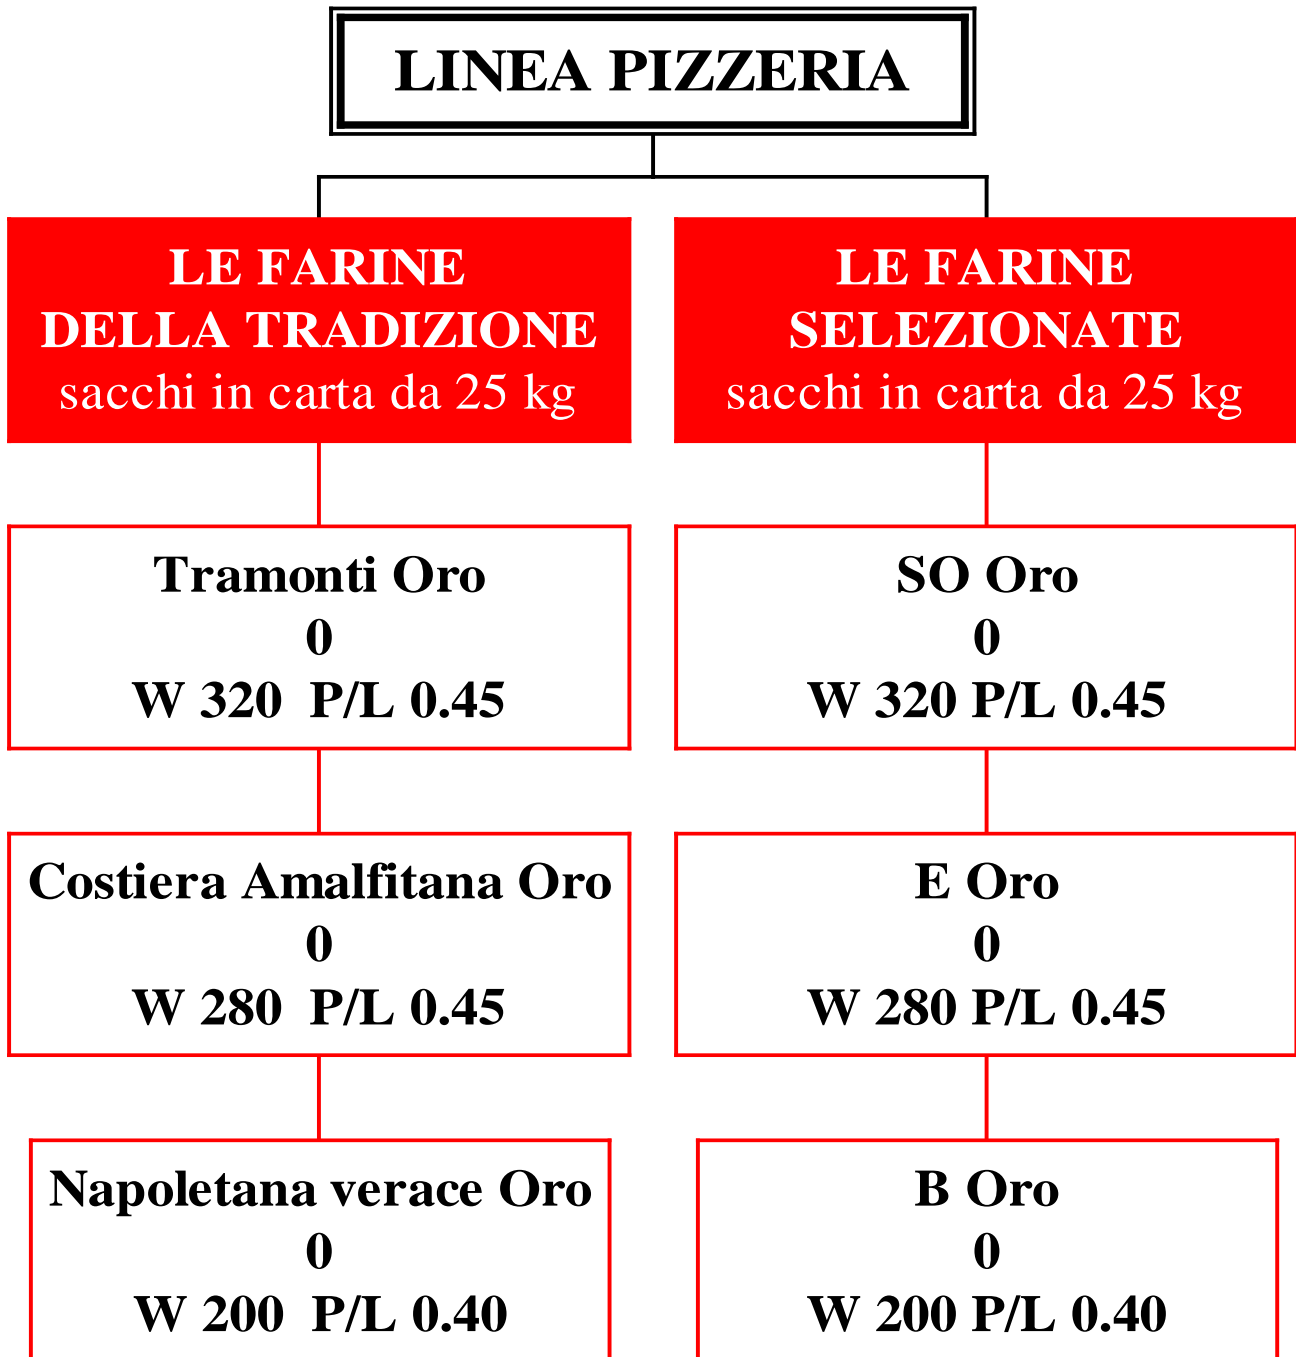 LINEA PIZZERIA
LE FARINE
DELLA TRADIZIONE
sacchi in carta da 25 kg
Tramonti Oro
0
W 320  P/L 0.45
Costiera Amalfitana Oro
0
W 280  P/L 0.45
Napoletana verace Oro
0
W 200  P/L 0.40
LE FARINE
SELEZIONATE
sacchi in carta da 25 kg
SO Oro
0
W 320 P/L 0.45
E Oro
0
W 280 P/L 0.45
B Oro
0
W 200 P/L 0.40